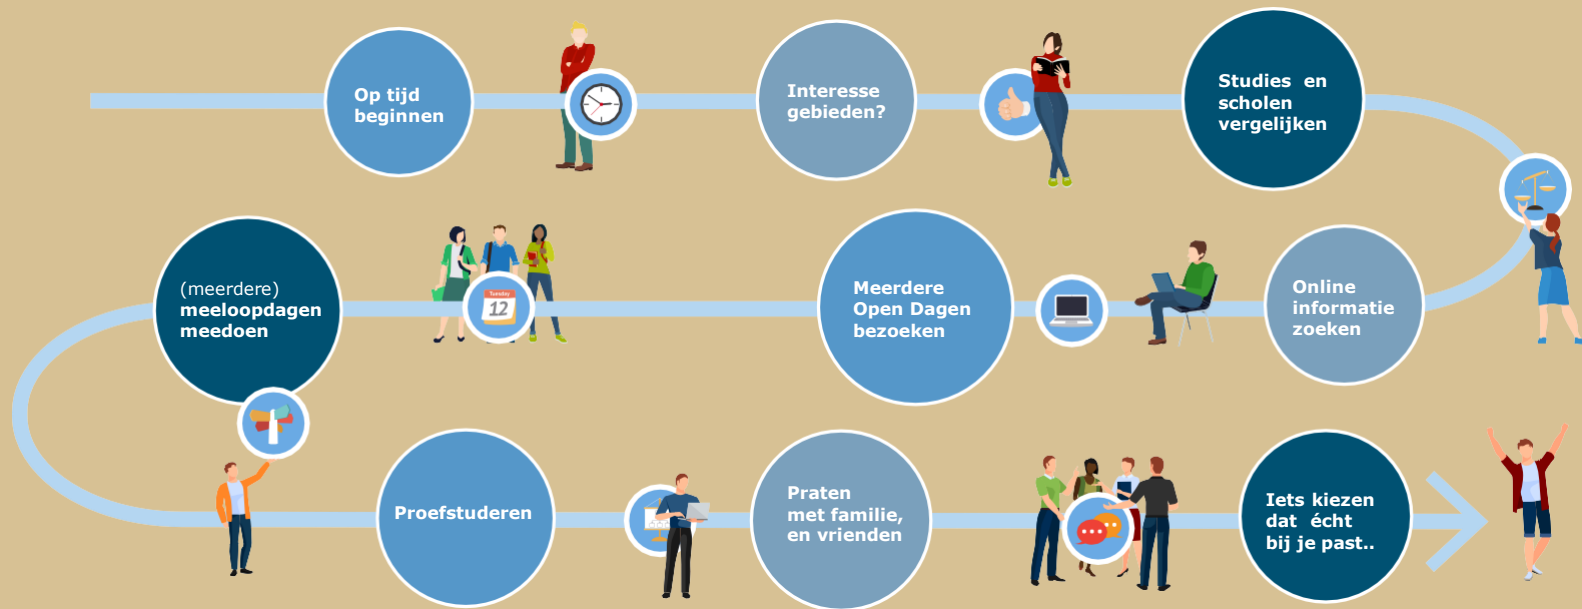 Op tijd
beginnen
Interesse
gebieden?
Studies en
scholen
vergelijken
Online
informatie
zoeken
Meerdere
Open Dagen
bezoeken
Tuesday
12
(meerdere)
meeloopdagen
meedoen
Proefstuderen
Praten
met familie,
en vrienden
Iets kiezen
dat écht
bij je past..